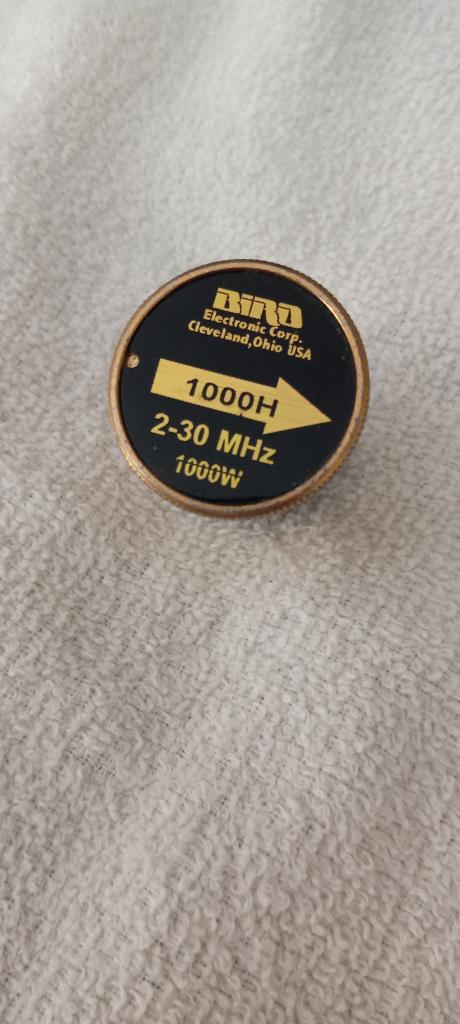 BIRD
Electronic Corp.
Cleveland,Ohio USA
1000H
2-30 MHz
1000W